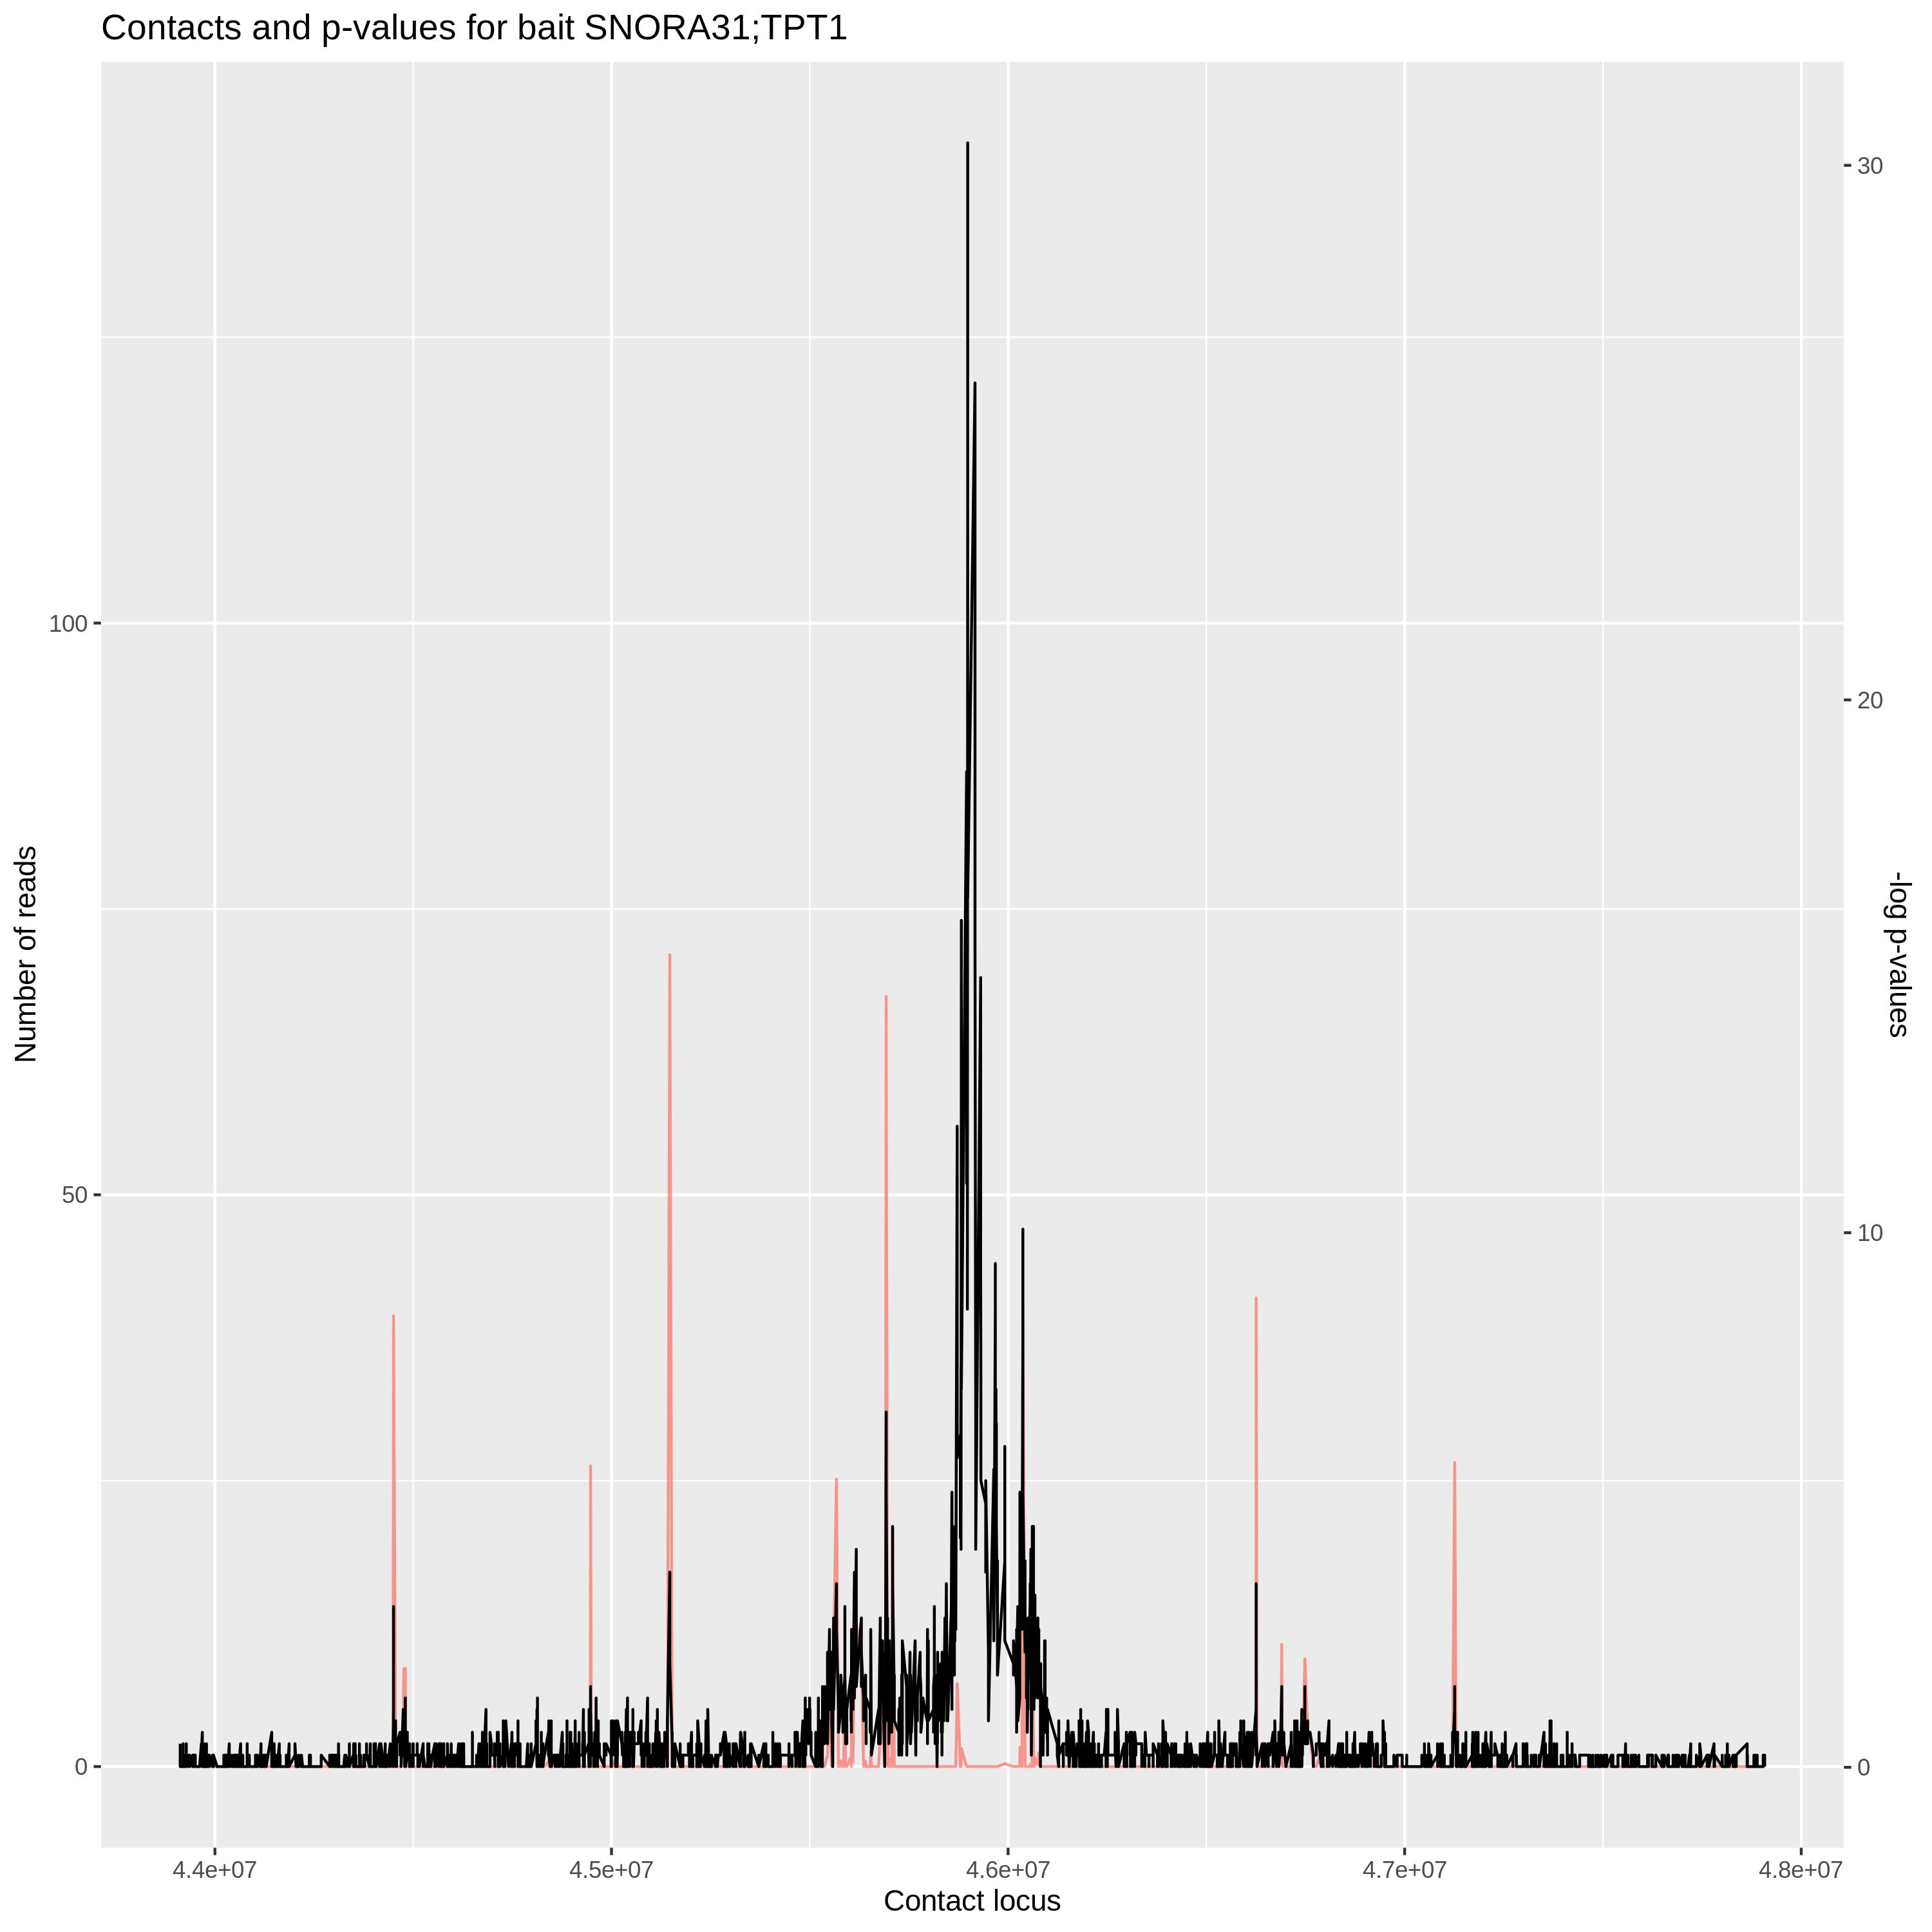 Contacts and p-values for bait SNORA31;TPT1
30
100
20
Number of reads
-log p-values
50
10
0
0
4.4e+07
4.5e+07
4.6e+07
4.7e+07
4.8e+07
Contact locus